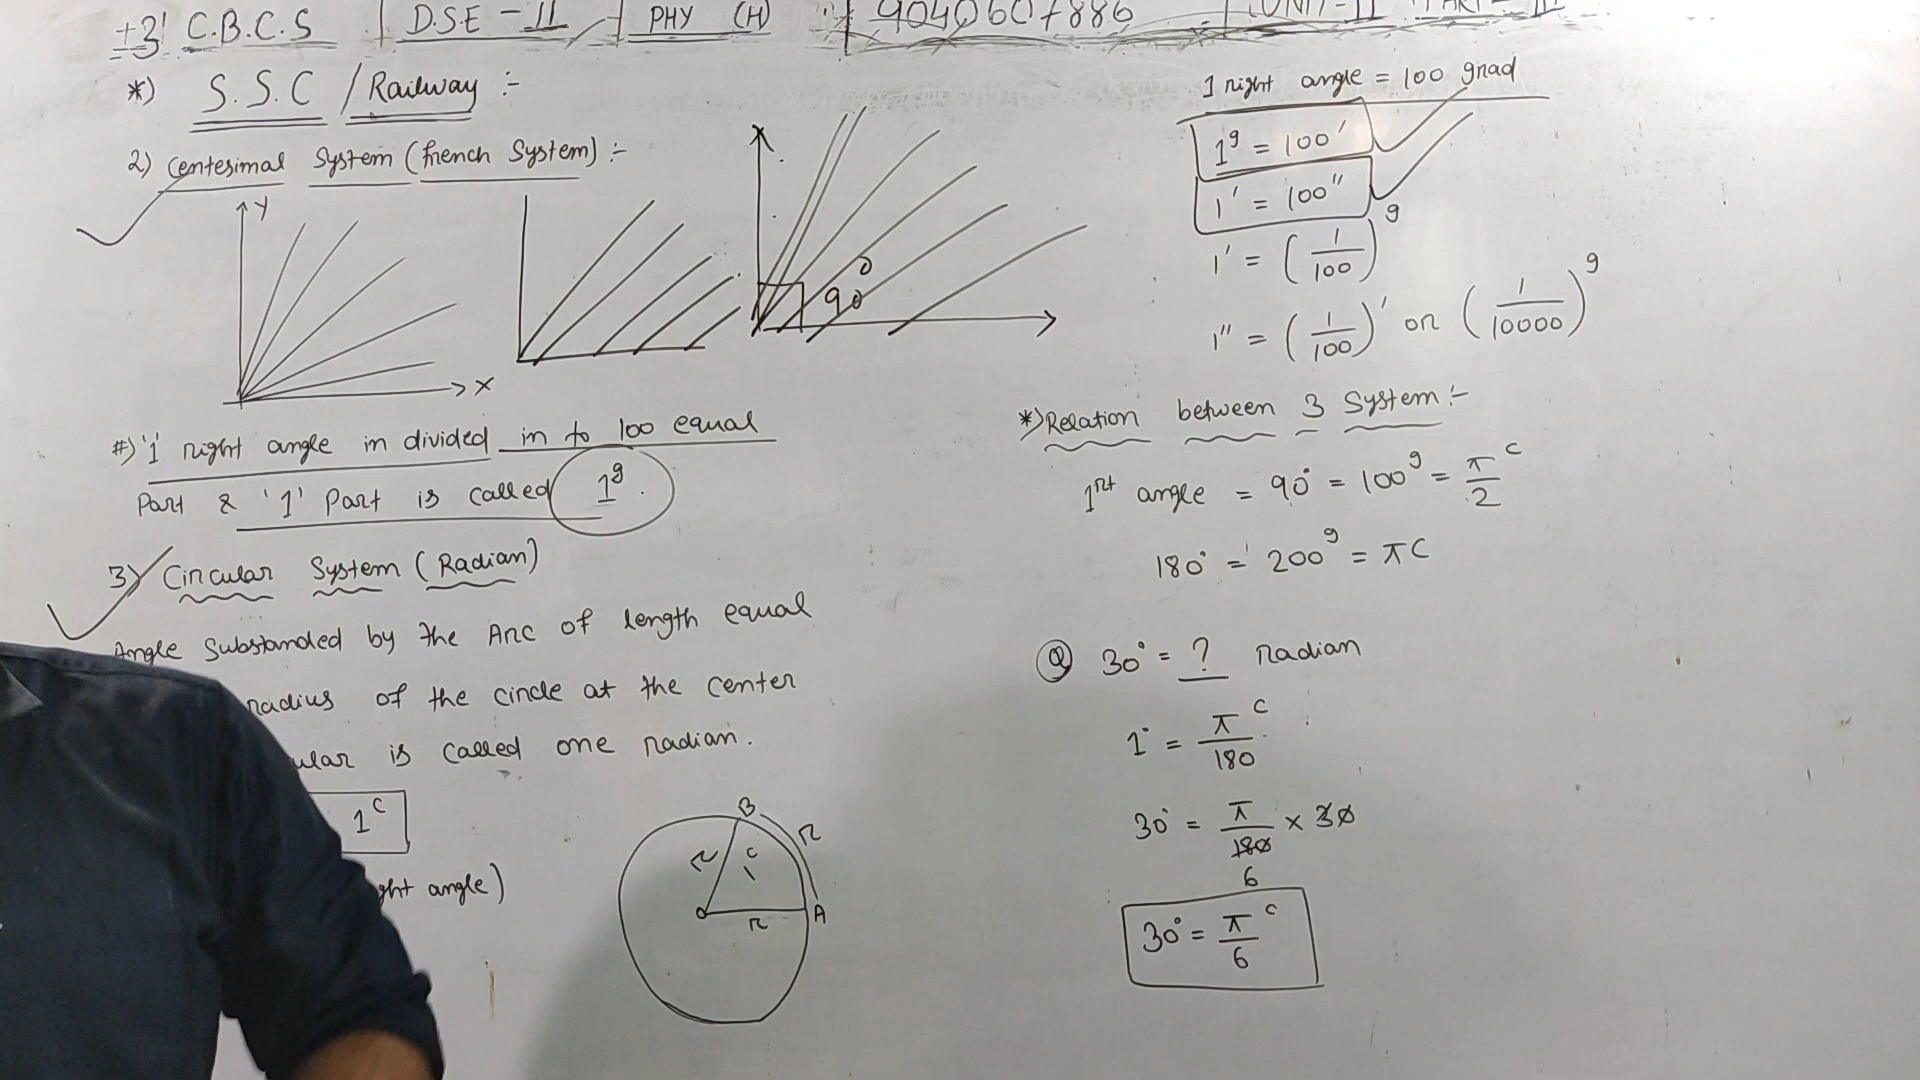 +3' C.B.C.S | D.S.E - II | PHY (H)
*) S.S.C / Railway :-
2) Centesimal System (French System) :-
Y
X
90
#) '1' right angle in divided in to 100 equal
Part & '1' Part is called 1g.
3) Circular System (Radian)
Angle Substanded by the Arc of length equal
radius of the circle at the center
ular is called one radian.
1c
ght angle)
B
r
r
c
1
O
r
A
1 right angle = 100 grad
1g = 100'
1' = 100"
1' = (1/100)g
1" = (1/100)' or (1/10000)g
*) Relation between 3 System :-
1rt angle = 90° = 100g = π/2 c
180° = 200g = πc
Q 30° = ? radian
1° = π/180 c
30° = π/180 × 30
6
30° = π/6 c